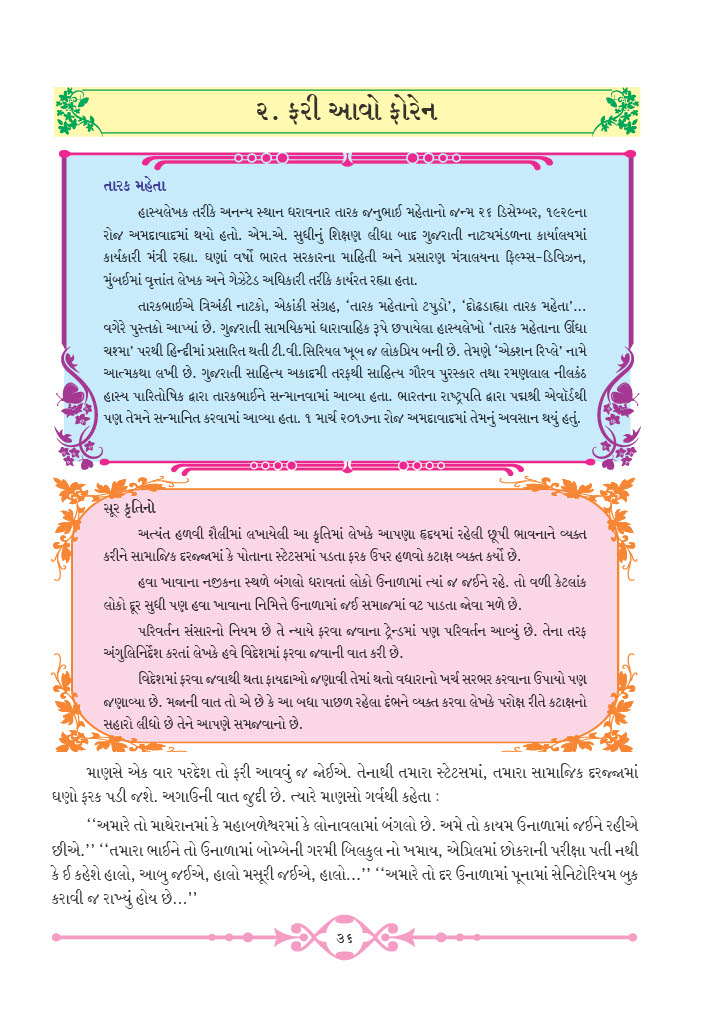 ૨. ફરી આવો ફોરેન
તારક મહેતા
હાસ્યલેખક તરીકે અનન્ય સ્થાન ધરાવનાર તારક જનુભાઈ મહેતાનો જન્મ ૨૬ ડિસેમ્બર, ૧૯૨૯ના
રોજ અમદાવાદમાં થયો હતો. એમ.એ. સુધીનું શિક્ષણ લીધા બાદ ગુજરાતી નાટ્યમંડળના કાર્યાલયમાં
કાર્યકારી મંત્રી રહ્યા. ઘણાં વર્ષો ભારત સરકારના માહિતી અને પ્રસારણ મંત્રાલયના ફિલ્મ્સ-ડિવિઝન,
મુંબઈમાં વૃત્તાંત લેખક અને ગેઝેટેડ અધિકારી તરીકે કાર્યરત રહ્યા હતા.
તારકભાઈએ ત્રિઅંકી નાટકો, એકાંકી સંગ્રહ, ‘તારક મહેતાનો ટપુડો’, ‘દોઢડાહ્યા તારક મહેતા’...
વગેરે પુસ્તકો આપ્યાં છે. ગુજરાતી સામયિકમાં ધારાવાહિક રૂપે છપાયેલા હાસ્યલેખો ‘તારક મહેતાના ઊંધા
ચશ્મા’ પરથી હિન્દીમાં પ્રસારિત થતી ટી.વી.સિરિયલ ખૂબ જ લોકપ્રિય બની છે. તેમણે ‘એક્શન રિપ્લે’ નામે
આત્મકથા લખી છે. ગુજરાતી સાહિત્ય અકાદમી તરફથી સાહિત્ય ગૌરવ પુરસ્કાર તથા રમણલાલ નીલકંઠ
હાસ્ય પારિતોષિક દ્વારા તારકભાઈને સન્માનવામાં આવ્યા હતા. ભારતના રાષ્ટ્રપતિ દ્વારા પદ્મશ્રી એવૉર્ડથી
પણ તેમને સન્માનિત કરવામાં આવ્યા હતા. ૧ માર્ચ ૨૦૧૭ના રોજ અમદાવાદમાં તેમનું અવસાન થયું હતું.
સૂર કૃતિનો
અત્યંત હળવી શૈલીમાં લખાયેલી આ કૃતિમાં લેખકે આપણા હૃદયમાં રહેલી છૂપી ભાવનાને વ્યક્ત
કરીને સામાજિક દરજ્જામાં કે પોતાના સ્ટેટસમાં પડતા ફરક ઉપર હળવો કટાક્ષ વ્યક્ત કર્યો છે.
હવા ખાવાના નજીકના સ્થળે બંગલો ધરાવતાં લોકો ઉનાળામાં ત્યાં જ જઈને રહે. તો વળી કેટલાંક
લોકો દૂર સુધી પણ હવા ખાવાના નિમિત્તે ઉનાળામાં જઈ સમાજમાં વટ પાડતા જોવા મળે છે.
પરિવર્તન સંસારનો નિયમ છે તે ન્યાયે ફરવા જવાના ટ્રેન્ડમાં પણ પરિવર્તન આવ્યું છે. તેના તરફ
અંગુલિનિર્દેશ કરતાં લેખકે હવે વિદેશમાં ફરવા જવાની વાત કરી છે.
વિદેશમાં ફરવા જવાથી થતા ફાયદાઓ જણાવી તેમાં થતો વધારાનો ખર્ચ સરભર કરવાના ઉપાયો પણ
જણાવ્યા છે. મજાની વાત તો એ છે કે આ બધા પાછળ રહેલા દંભને વ્યક્ત કરવા લેખકે પરોક્ષ રીતે કટાક્ષનો
સહારો લીધો છે તેને આપણે સમજવાનો છે.
માણસે એક વાર પરદેશ તો ફરી આવવું જ જોઈએ. તેનાથી તમારા સ્ટેટસમાં, તમારા સામાજિક દરજ્જામાં
ઘણો ફરક પડી જશે. અગાઉની વાત જુદી છે. ત્યારે માણસો ગર્વથી કહેતા :
‘‘અમારે તો માથેરાનમાં કે મહાબળેશ્વરમાં કે લોનાવલામાં બંગલો છે. અમે તો કાયમ ઉનાળામાં જઈને રહીએ
છીએ.’’ ‘‘તમારા ભાઈને તો ઉનાળામાં બોમ્બેની ગરમી બિલકુલ નો ખમાય, એપ્રિલમાં છોકરાની પરીક્ષા પતી નથી
કે ઈ કહેશે હાલો, આબુ જઈએ, હાલો મસૂરી જઈએ, હાલો...’’ ‘‘અમારે તો દર ઉનાળામાં પૂનામાં સેનિટોરિયમ બુક
કરાવી જ રાખ્યું હોય છે...’’
૩૬